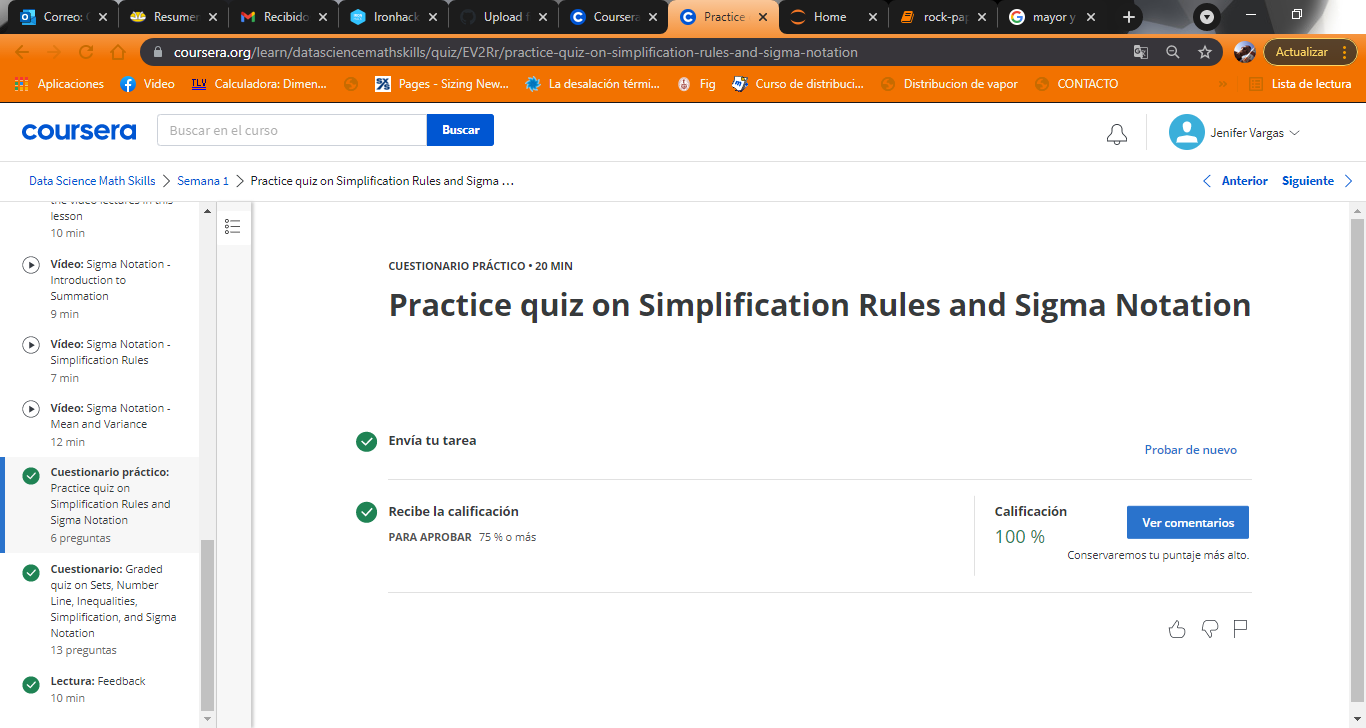 Correo: C
Resumen
Recibido
Ironhack
Upload f
Coursera
Practice
Home
rock-pap
mayor y
coursera.org/learn/datasciencemathskills/quiz/EV2Rr/practice-quiz-on-simplification-rules-and-sigma-notation
Actualizar
Aplicaciones
Video
TLV
Calculadora: Dimen...
Pages - Sizing New...
La desalación térmi...
Fig
Curso de distribuci...
Distribucion de vapor
CONTACTO
»
Lista de lectura
coursera
Buscar en el curso
Buscar
Jenifer Vargas
Data Science Math Skills > Semana 1 > Practice quiz on Simplification Rules and Sigma ...
Anterior
Siguiente
the video lectures in this
lesson
10 min
Vídeo: Sigma Notation -
Introduction to
Summation
9 min
Vídeo: Sigma Notation -
Simplification Rules
7 min
Vídeo: Sigma Notation -
Mean and Variance
12 min
Cuestionario práctico:
Practice quiz on
Simplification Rules and
Sigma Notation
6 preguntas
Cuestionario: Graded
quiz on Sets, Number
Line, Inequalities,
Simplification, and Sigma
Notation
13 preguntas
Lectura: Feedback
10 min
CUESTIONARIO PRÁCTICO • 20 MIN
Practice quiz on Simplification Rules and Sigma Notation
Envía tu tarea
Probar de nuevo
Recibe la calificación
PARA APROBAR 75 % o más
Calificación
100 %
Ver comentarios
Conservaremos tu puntaje más alto.